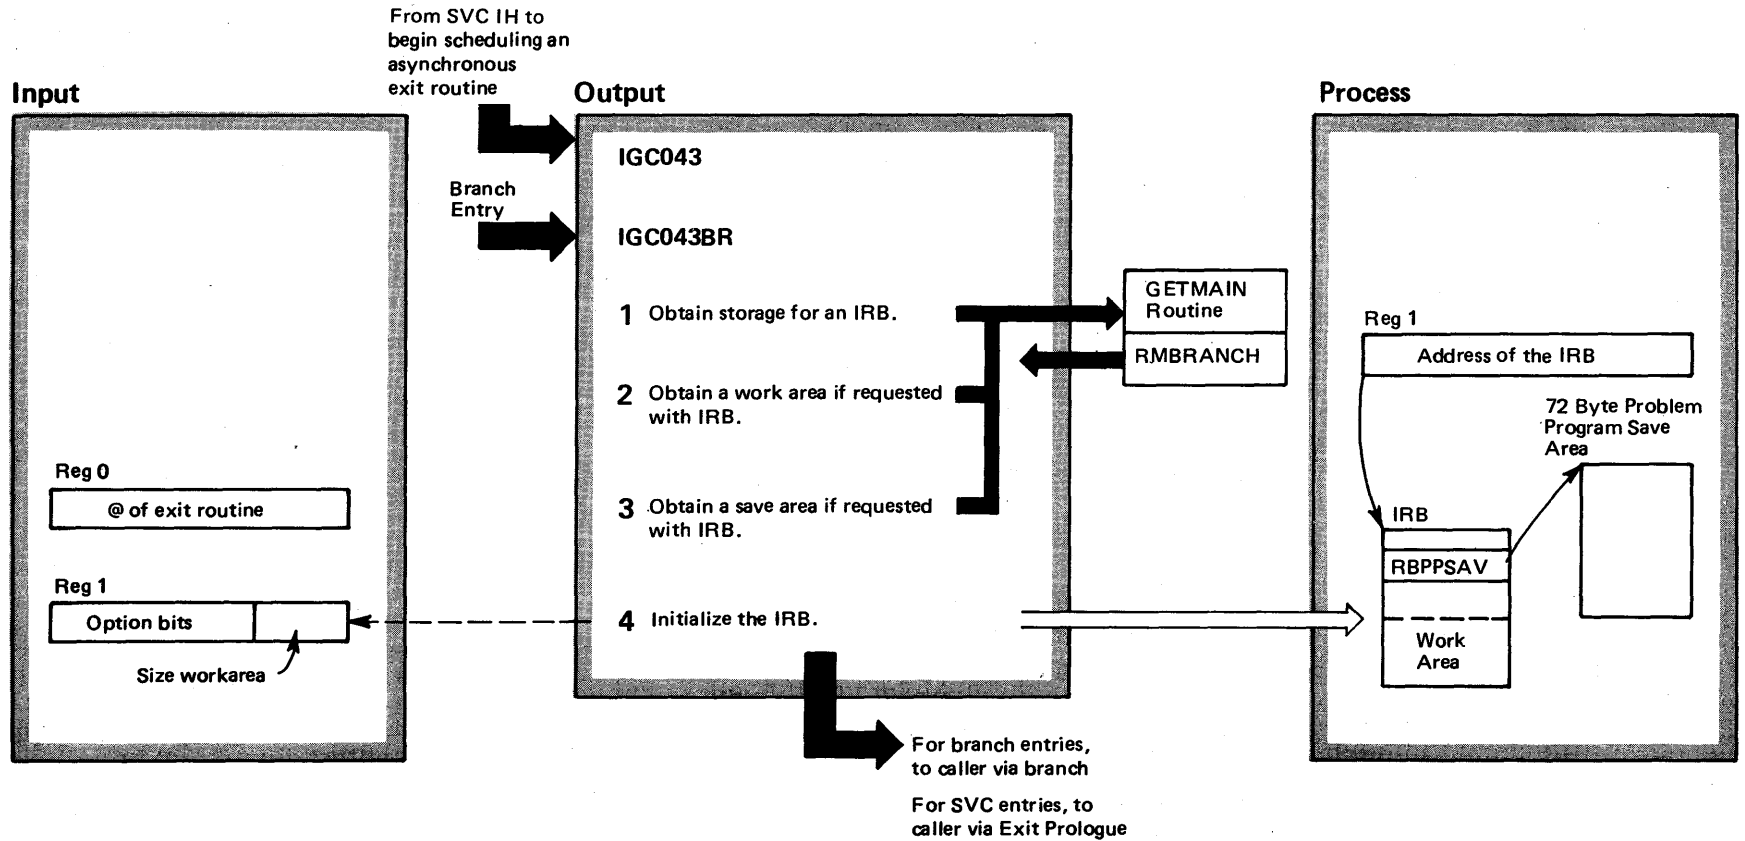 From SVC IH to
begin scheduling an
asynchronous
exit routine
Input
Output
Process
IGC043
Branch
Entry
IGC043BR
1 Obtain storage for an IRB.
GETMAIN
Routine
RMBRANCH
2 Obtain a work area if requested
with IRB.
3 Obtain a save area if requested
with IRB.
4 Initialize the IRB.
Reg 0
@ of exit routine
Reg 1
Option bits
Size workarea
Reg 1
Address of the IRB
72 Byte Problem
Program Save
Area
IRB
RBPPSAV
Work
Area
For branch entries,
to caller via branch
For SVC entries, to
caller via Exit Prologue